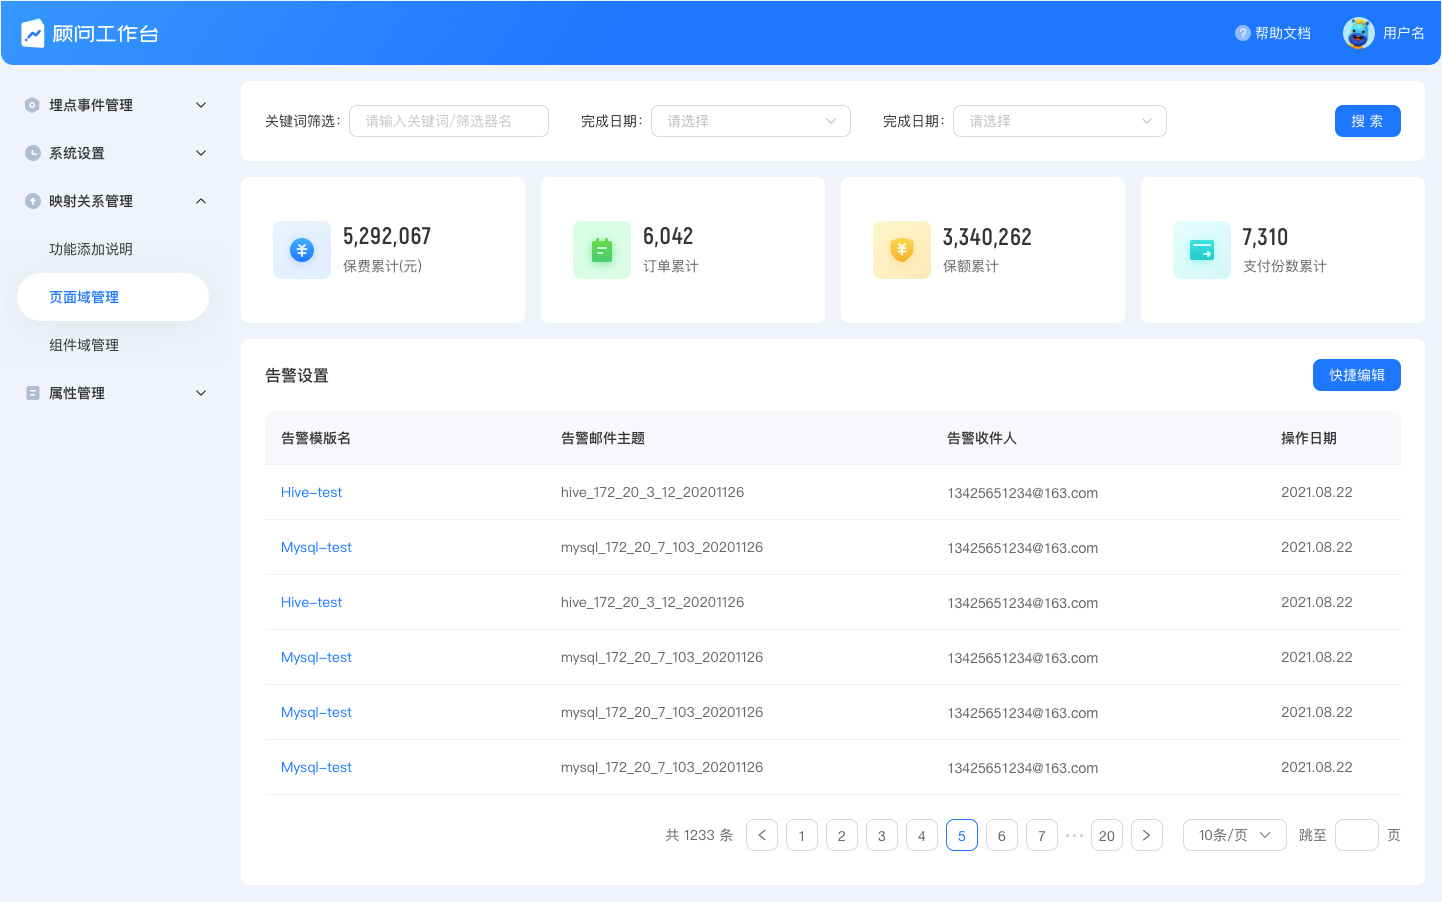 顾问工作台
帮助文档
用户名
埋点事件管理
系统设置
映射关系管理
功能添加说明
页面域管理
组件域管理
属性管理
关键词筛选: 请输入关键词/筛选器名 完成日期: 请选择 完成日期: 请选择 搜 索
5,292,067
保费累计(元)
6,042
订单累计
3,340,262
保额累计
7,310
支付份数累计
告警设置 快捷编辑
告警模版名 告警邮件主题 告警收件人 操作日期
Hive-test hive_172_20_3_12_20201126 13425651234@163.com 2021.08.22
Mysql-test mysql_172_20_7_103_20201126 13425651234@163.com 2021.08.22
Hive-test hive_172_20_3_12_20201126 13425651234@163.com 2021.08.22
Mysql-test mysql_172_20_7_103_20201126 13425651234@163.com 2021.08.22
Mysql-test mysql_172_20_7_103_20201126 13425651234@163.com 2021.08.22
Mysql-test mysql_172_20_7_103_20201126 13425651234@163.com 2021.08.22
共 1233 条 < 1 2 3 4 5 6 7 ··· 20 > 10条/页 跳至 页